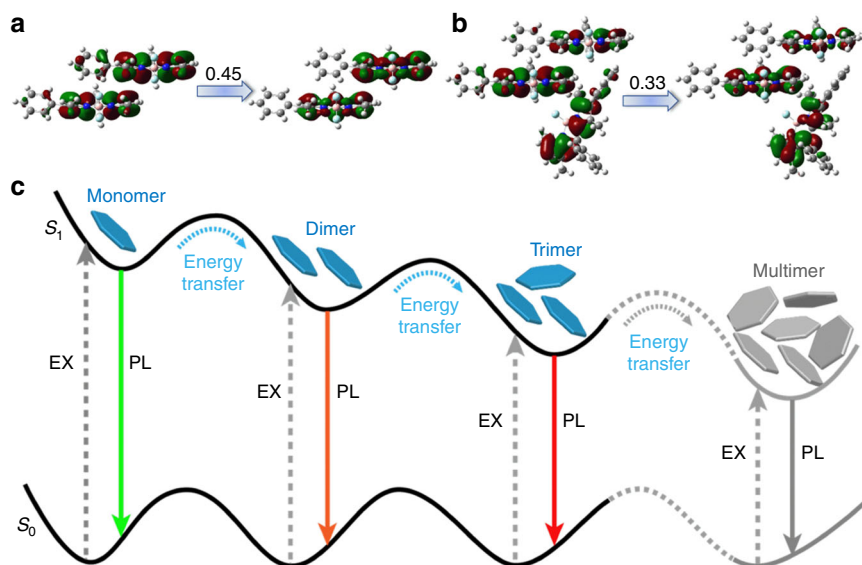 a
0.45
b
0.33
c
Monomer
S1
Dimer
Trimer
Multimer
Energy
transfer
Energy
transfer
Energy
transfer
EX
PL
EX
PL
EX
PL
EX
PL
S0